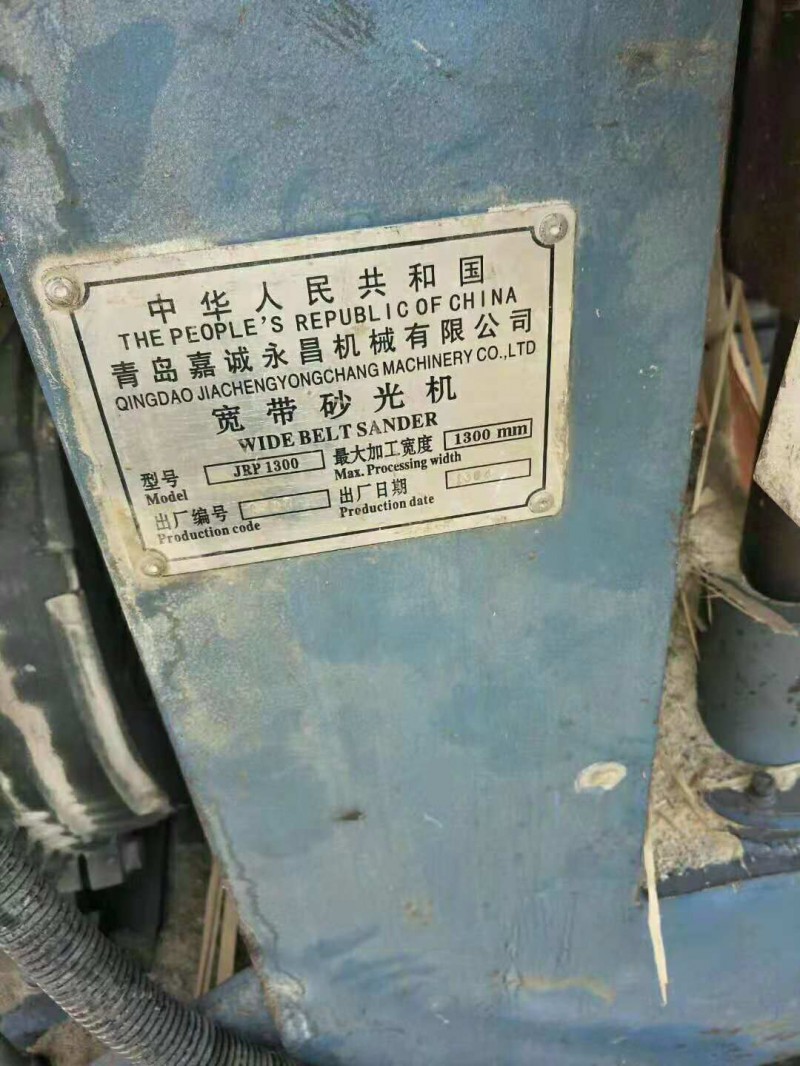 中华人民共和国
THE PEOPLE'S REPUBLIC OF CHINA
青岛嘉诚永昌机械有限公司
QINGDAO JIACHENGYONGCHANG MACHINERY CO.,LTD
宽带砂光机
WIDE BELT SANDER
型号 JRP 1300 最大加工宽度 1300 mm
Model Max. Processing width
出厂编号 出厂日期
Production code Production date